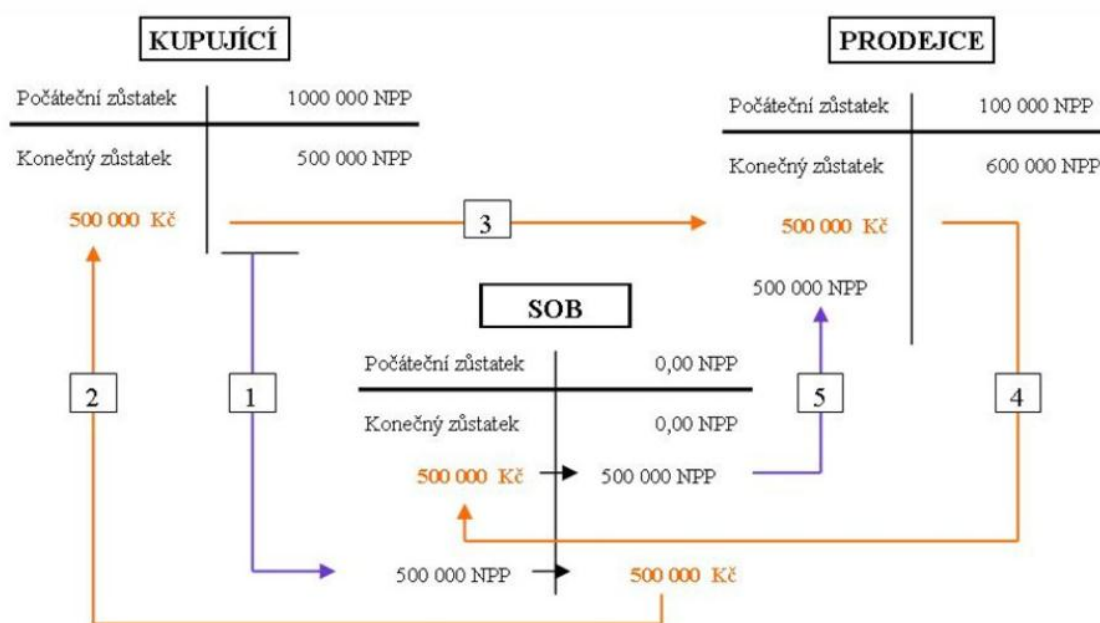 KUPUJÍCÍ
Počáteční zůstatek 1000 000 NPP
Konečný zůstatek 500 000 NPP
500 000 Kč
PRODEJCE
Počáteční zůstatek 100 000 NPP
Konečný zůstatek 600 000 NPP
500 000 Kč
500 000 NPP
3
SOB
Počáteční zůstatek 0,00 NPP
Konečný zůstatek 0,00 NPP
500 000 Kč 500 000 NPP
500 000 NPP 500 000 Kč
2
1
5
4